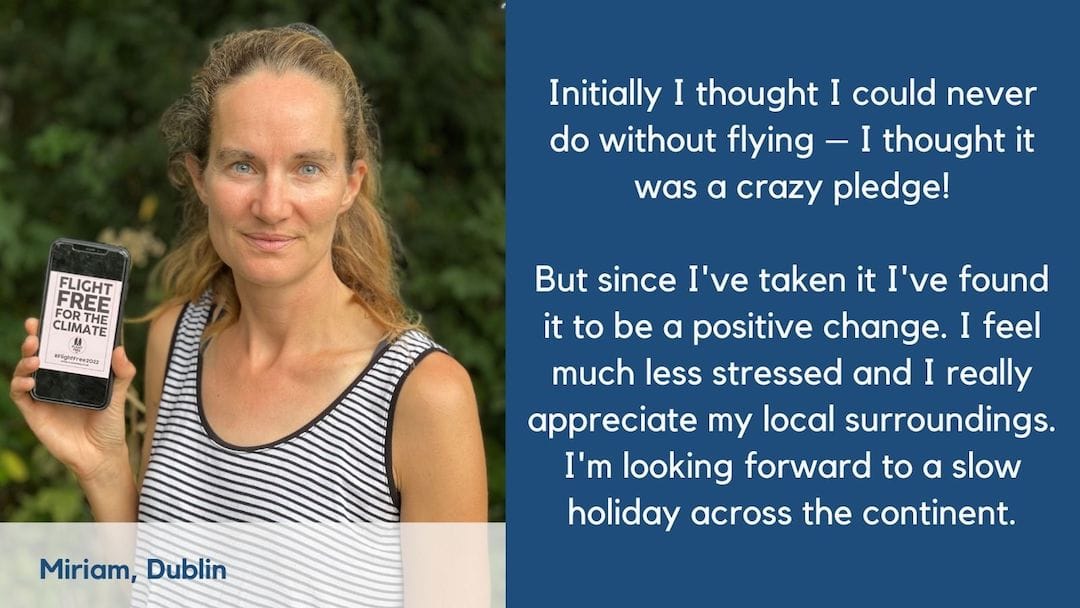 Initially I thought I could never
do without flying – I thought it
was a crazy pledge!
But since I've taken it I've found
it to be a positive change. I feel
much less stressed and I really
appreciate my local surroundings.
I'm looking forward to a slow
holiday across the continent.
FLIGHT
FREE
FOR THE
CLIMATE
#FlightFree2022
Miriam, Dublin